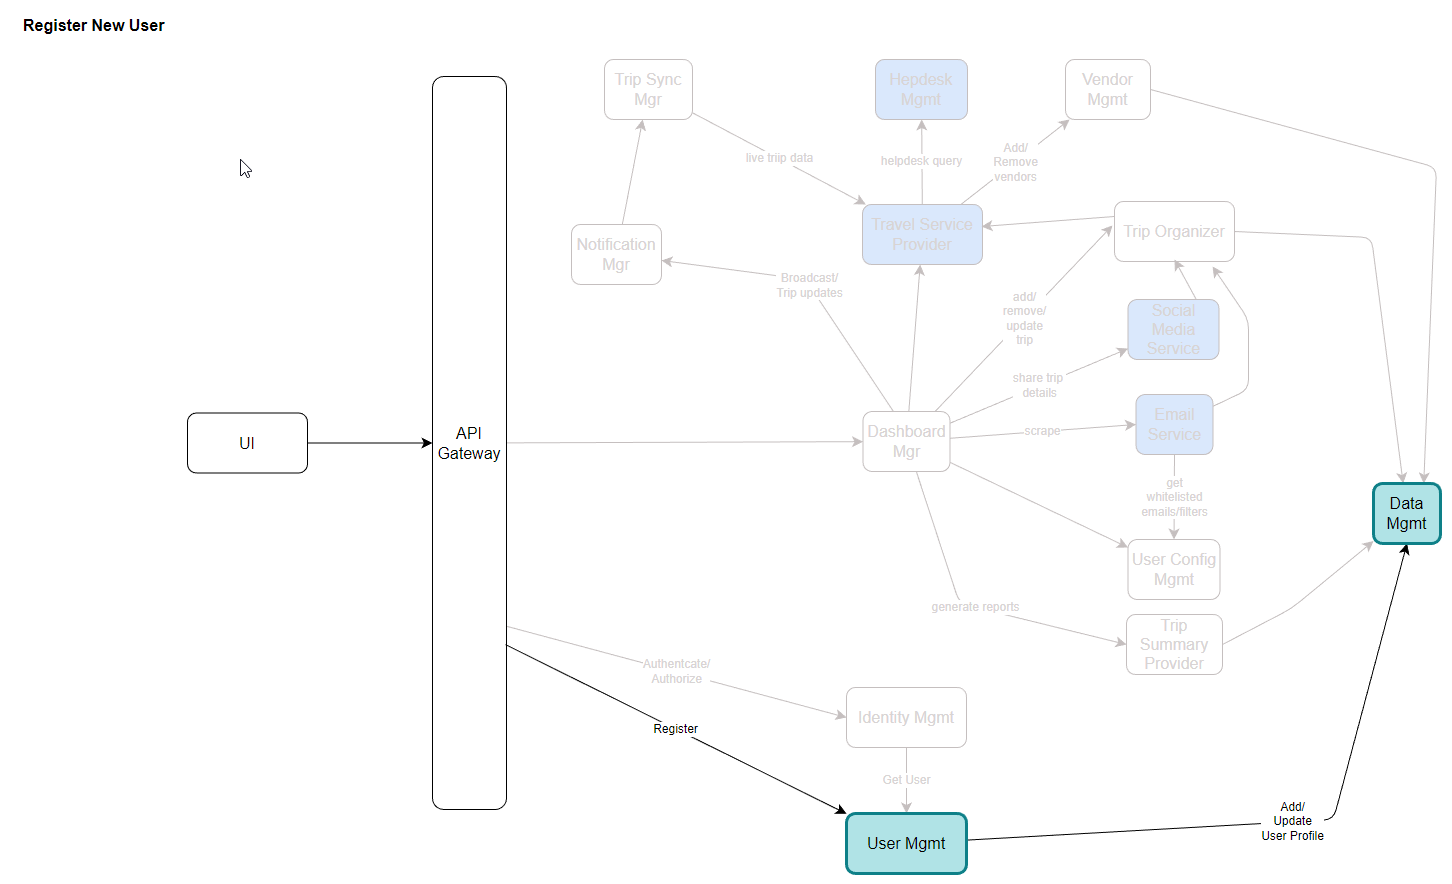 Register New User
Trip Sync
Mgr
Hepdesk
Mgmt
Vendor
Mgmt
live triip data
helpdesk query
Add/
Remove
vendors
Travel Service
Provider
Trip Organizer
Notification
Mgr
Broadcast/
Trip updates
add/
remove/
update
trip
Social
Media
Service
share trip
details
UI
API
Gateway
Dashboard
Mgr
scrape
Email
Service
get
whitelisted
emails/filters
Data
Mgmt
User Config
Mgmt
generate reports
Trip
Summary
Provider
Authentcate/
Authorize
Register
Identity Mgmt
Get User
User Mgmt
Add/
Update
User Profile